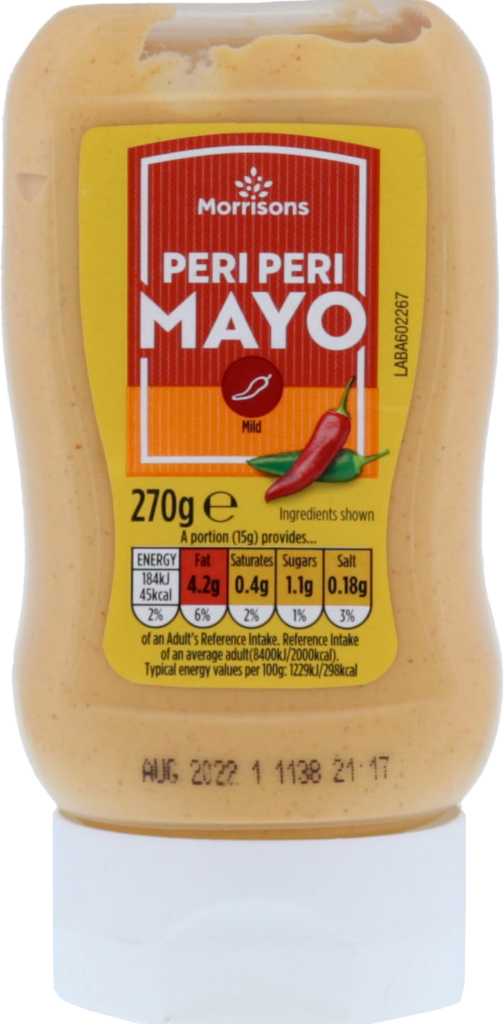 Morrisons
PERI PERI
MAYO
Mild
LABA602267
270g e
Ingredients shown
A portion (15g) provides...
ENERGY Fat Saturates Sugars Salt
184kJ
45kcal 4.2g 0.4g 1.1g 0.18g
2% 6% 2% 1% 3%
of an Adult's Reference Intake. Reference Intake
of an average adult(8400kJ/2000kcal).
Typical energy values per 100g: 1229kJ/298kcal
AUG 2022 1 1138 21:17